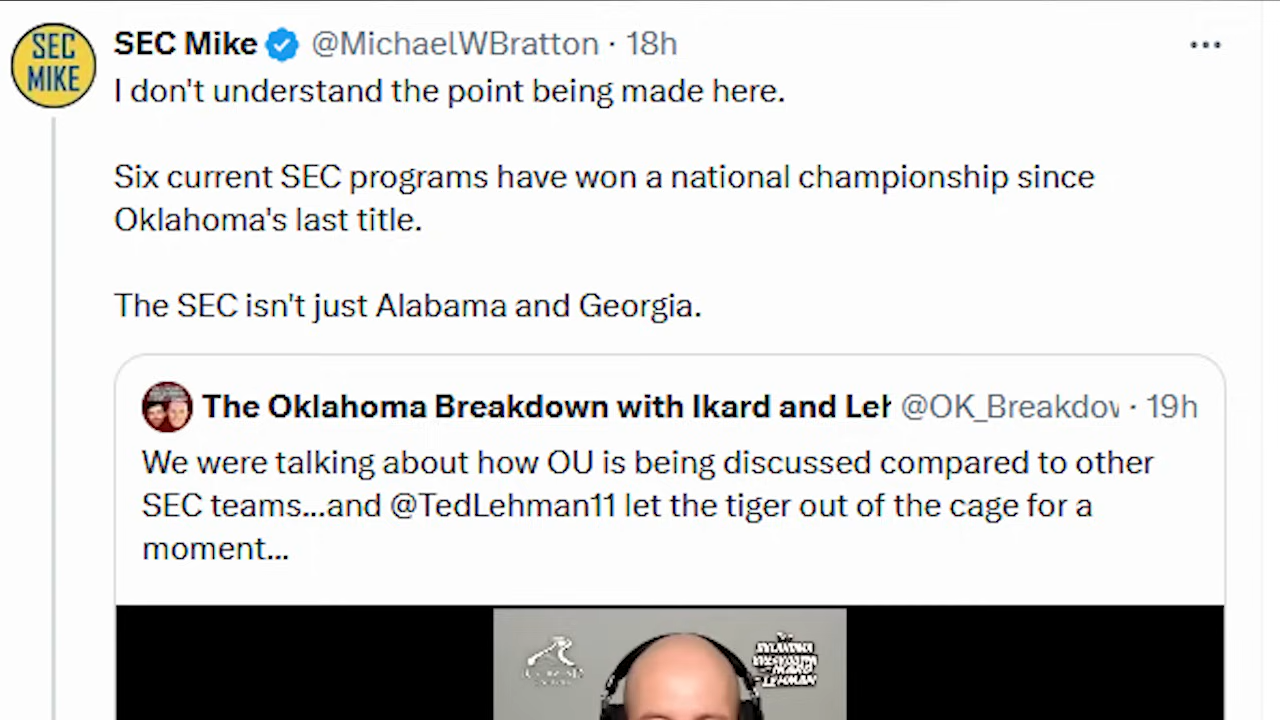 SEC
MIKE
SEC Mike @MichaelWBratton · 18h
I don't understand the point being made here.
Six current SEC programs have won a national championship since
Oklahoma's last title.
The SEC isn't just Alabama and Georgia.
The Oklahoma Breakdown with Ikard and Leh @OK_Breakdov · 19h
We were talking about how OU is being discussed compared to other
SEC teams...and @TedLehman11 let the tiger out of the cage for a
moment...